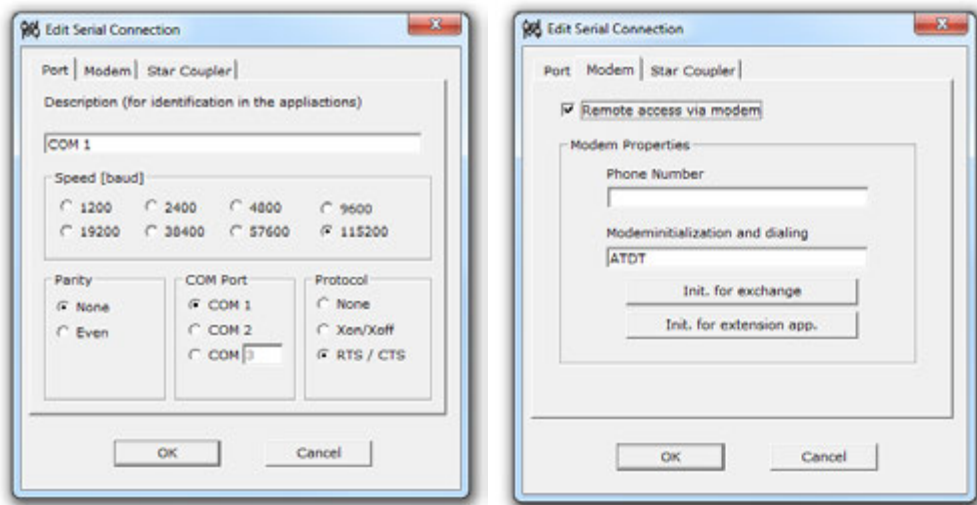 Edit Serial Connection
Port Modem Star Coupler
Description (for identification in the appliactions)
COM 1
Speed [baud]
1200 2400 4800 9600
19200 38400 57600 115200
Parity
None
Even
COM Port
COM 1
COM 2
COM 3
Protocol
None
Xon/Xoff
RTS / CTS
OK Cancel
Edit Serial Connection
Port Modem Star Coupler
Remote access via modem
Modem Properties
Phone Number
Modeminitialization and dialing
ATDT
Init. for exchange
Init. for extension app.
OK Cancel